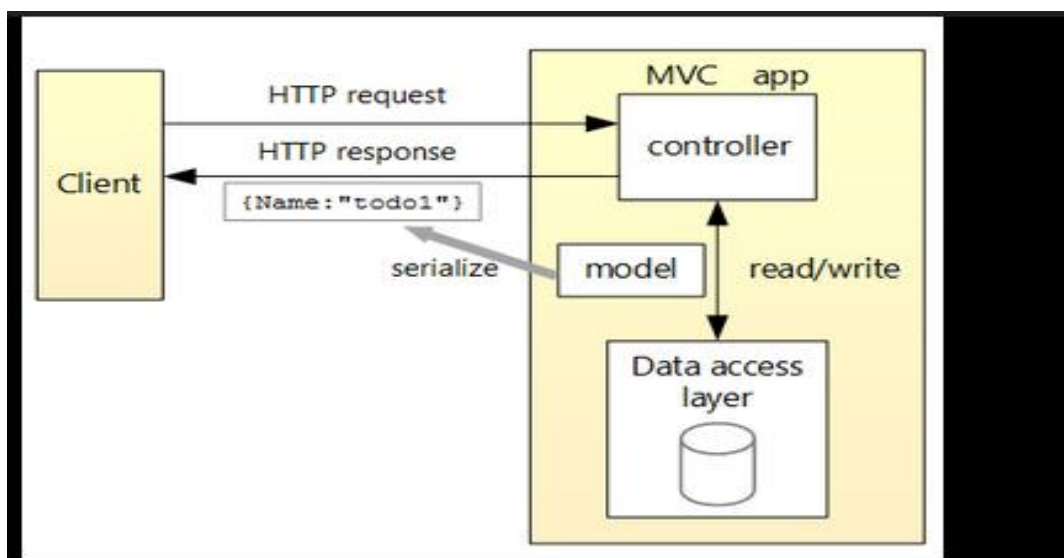 MVC app
HTTP request
controller
HTTP response
Client
{Name:"todo1"}
serialize
model
read/write
Data access
layer